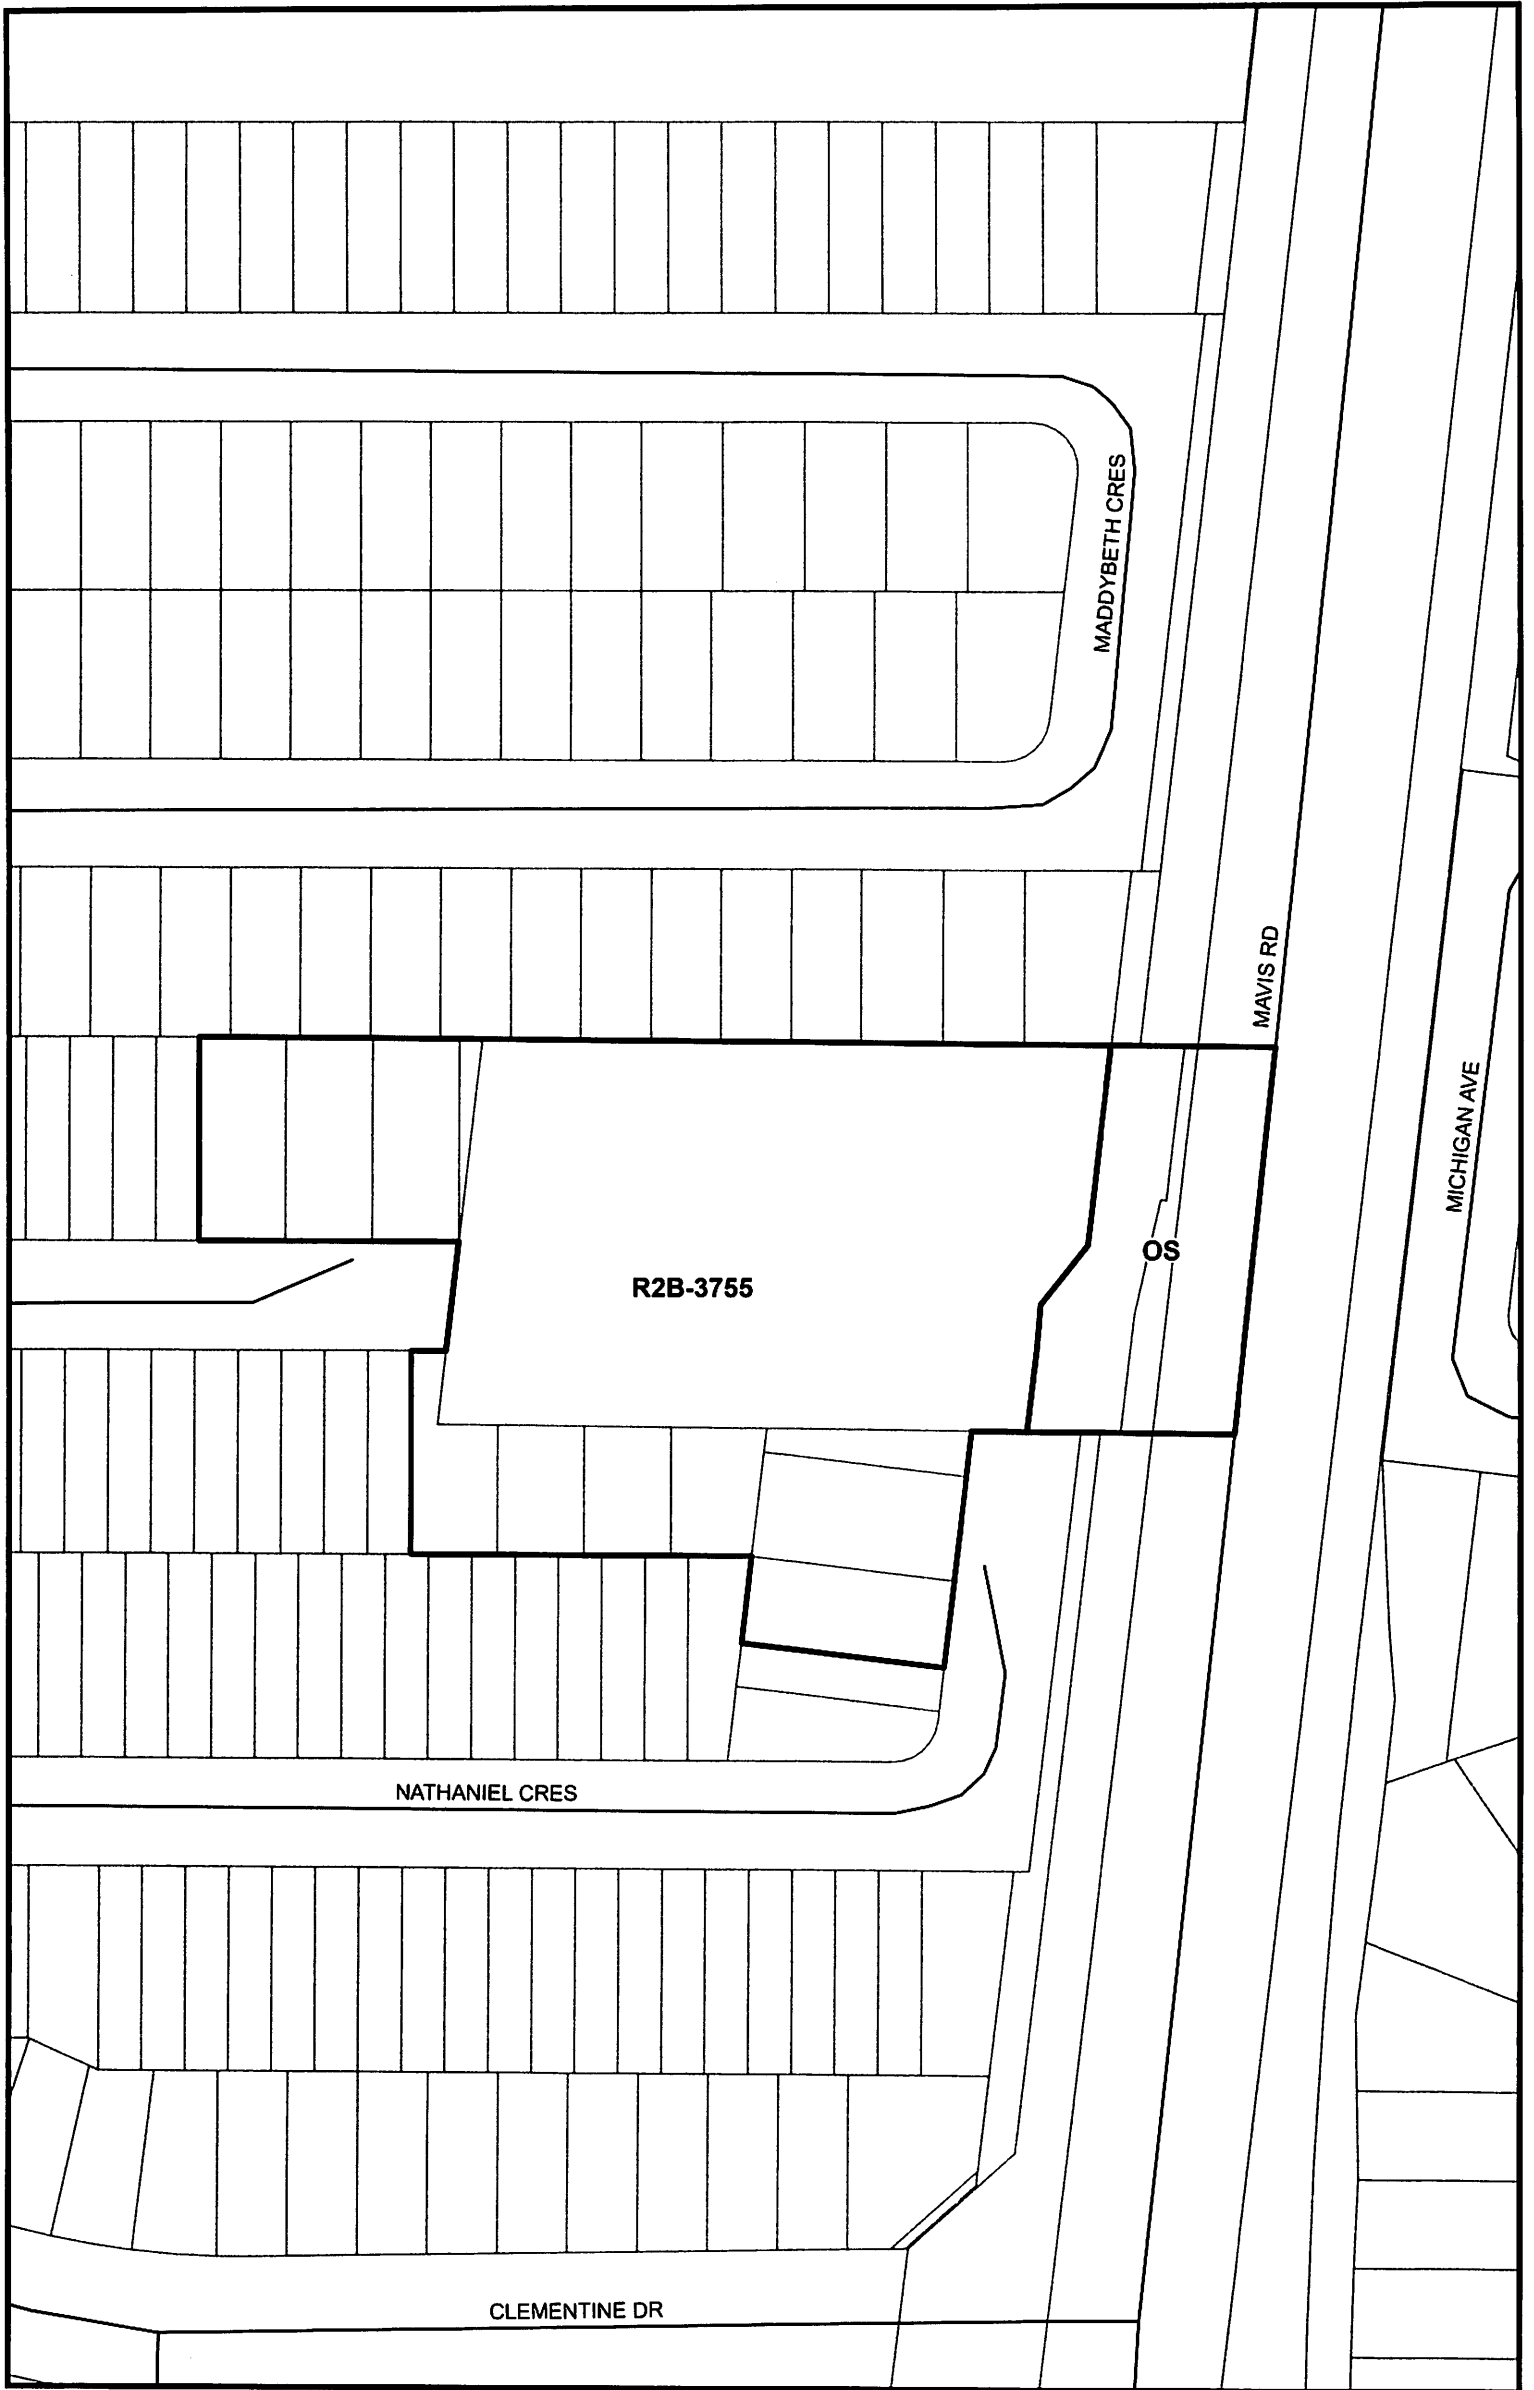 MADDYBETH CRES
MAVIS RD
MICHIGAN AVE
OS
R2B-3755
NATHANIEL CRES
CLEMENTINE DR